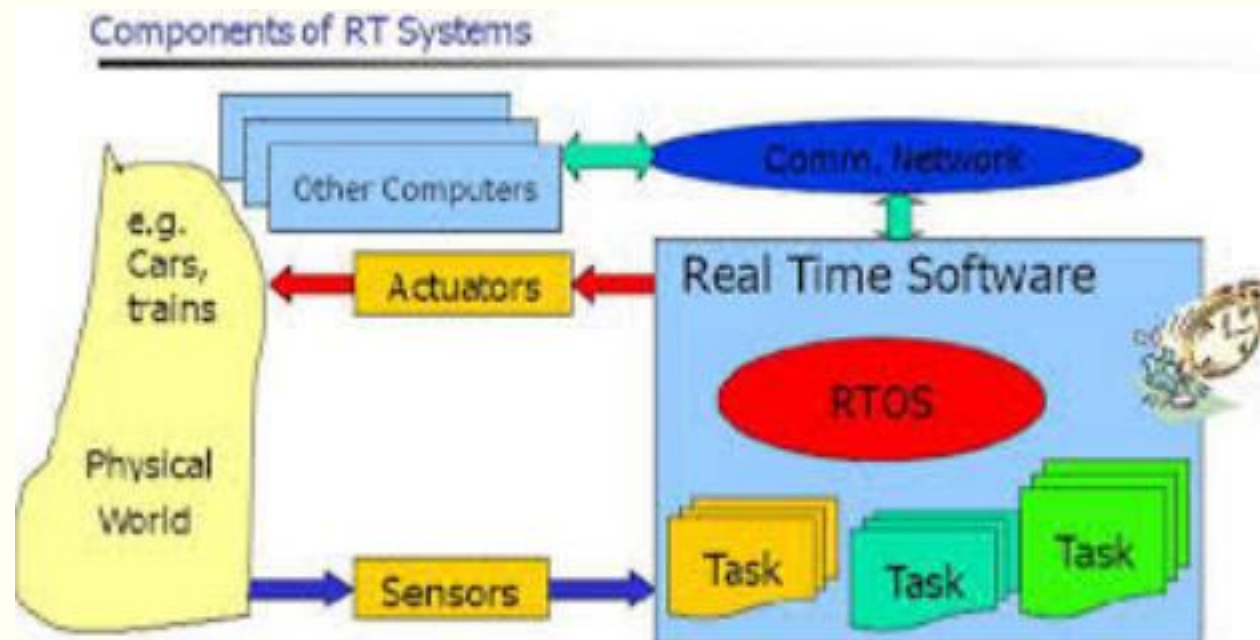 Components of RT Systems
Other Computers
Comm. Network
e.g.
Cars,
trains
Actuators
Real Time Software
RTOS
Physical
World
Sensors
Task
Task
Task